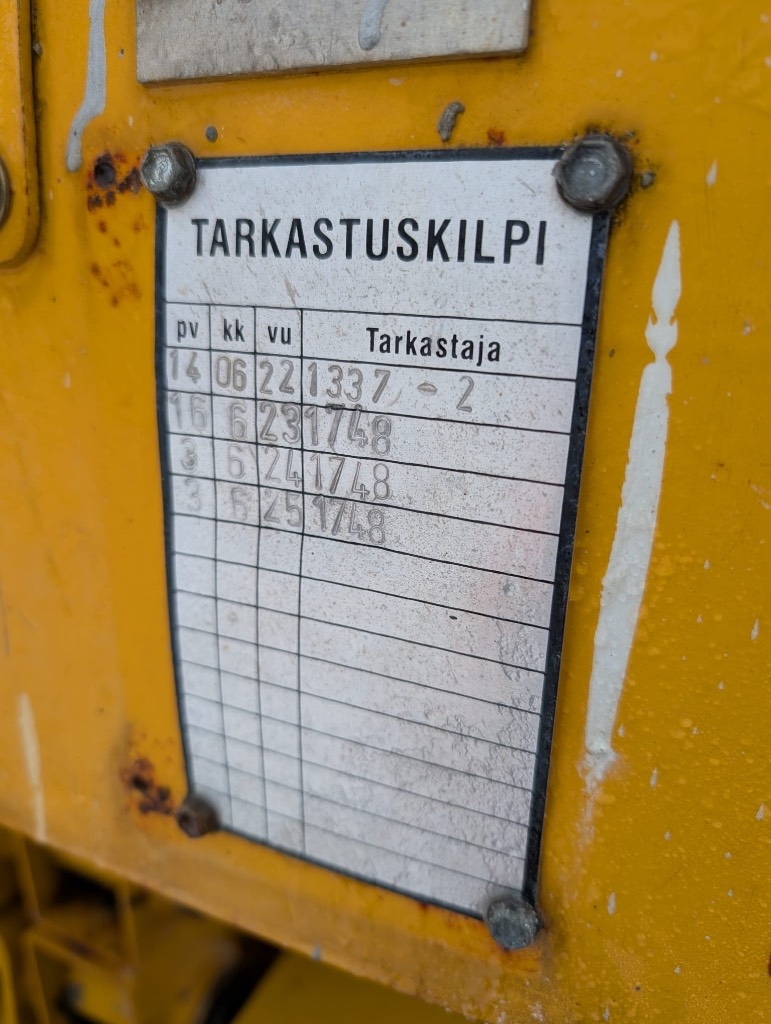 TARKASTUSKILPI
pv kk vu Tarkastaja
14 06 22 1337 - 2
16 6 23 1748
3 6 24 1748
3 6 25 1748